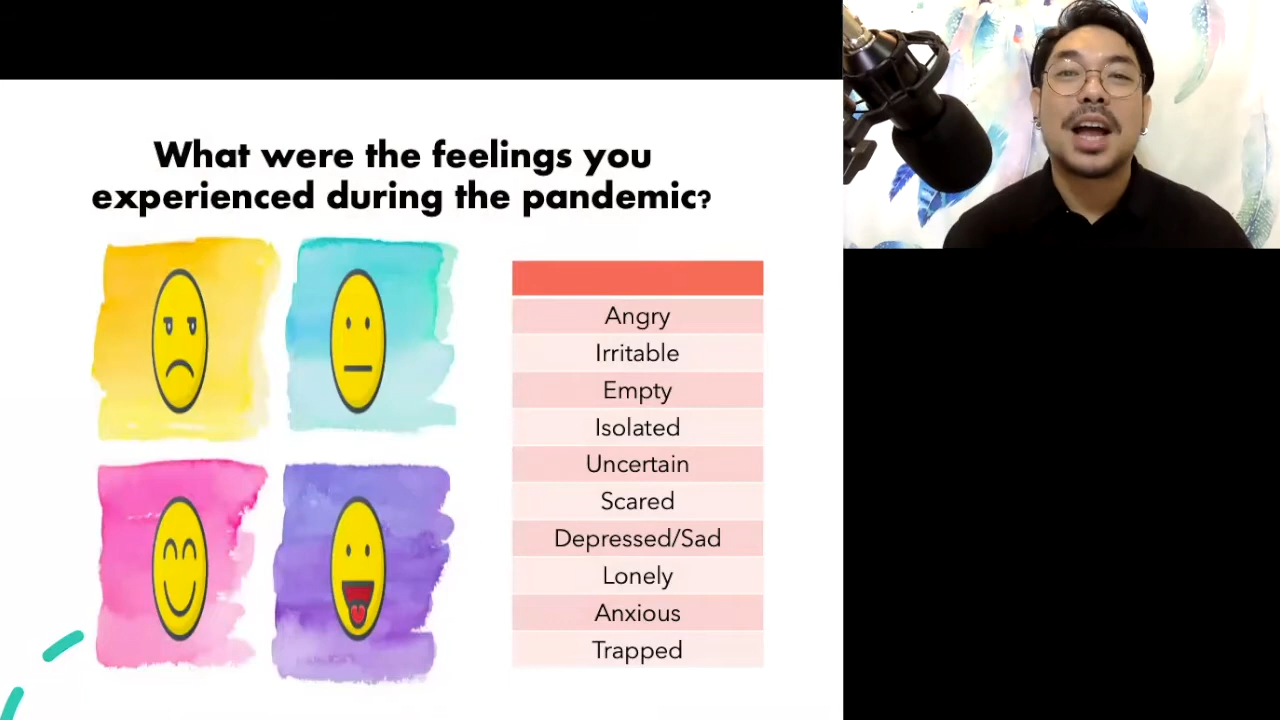 What were the feelings you
experienced during the pandemic?
Angry
Irritable
Empty
Isolated
Uncertain
Scared
Depressed/Sad
Lonely
Anxious
Trapped